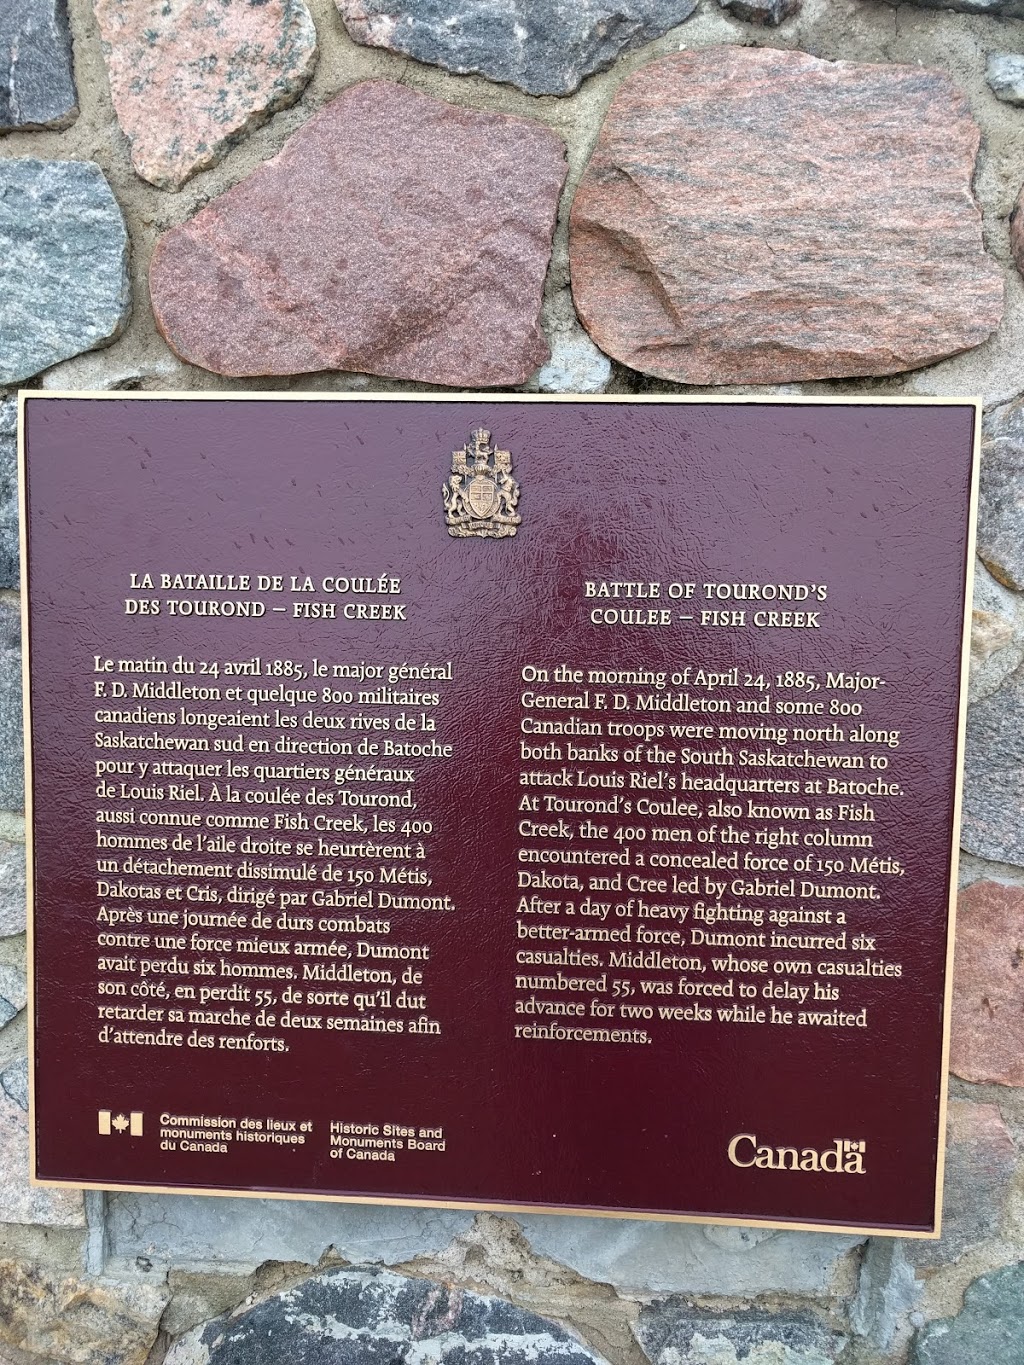 LA BATAILLE DE LA COULÉE
DES TOUROND – FISH CREEK
Le matin du 24 avril 1885, le major général
F. D. Middleton et quelque 800 militaires
canadiens longeaient les deux rives de la
Saskatchewan sud en direction de Batoche
pour y attaquer les quartiers généraux
de Louis Riel. À la coulée des Tourond,
aussi connue comme Fish Creek, les 400
hommes de l'aile droite se heurtèrent à
un détachement dissimulé de 150 Métis,
Dakotas et Cris, dirigé par Gabriel Dumont.
Après une journée de durs combats
contre une force mieux armée, Dumont
avait perdu six hommes. Middleton, de
son côté, en perdit 55, de sorte qu'il dut
retarder sa marche de deux semaines afin
d'attendre des renforts.
BATTLE OF TOUROND'S
COULEE – FISH CREEK
On the morning of April 24, 1885, Major-
General F. D. Middleton and some 800
Canadian troops were moving north along
both banks of the South Saskatchewan to
attack Louis Riel's headquarters at Batoche.
At Tourond's Coulee, also known as Fish
Creek, the 400 men of the right column
encountered a concealed force of 150 Métis,
Dakota, and Cree led by Gabriel Dumont.
After a day of heavy fighting against a
better-armed force, Dumont incurred six
casualties. Middleton, whose own casualties
numbered 55, was forced to delay his
advance for two weeks while he awaited
reinforcements.
Commission des lieux et
monuments historiques
du Canada
Historic Sites and
Monuments Board
of Canada
Canada